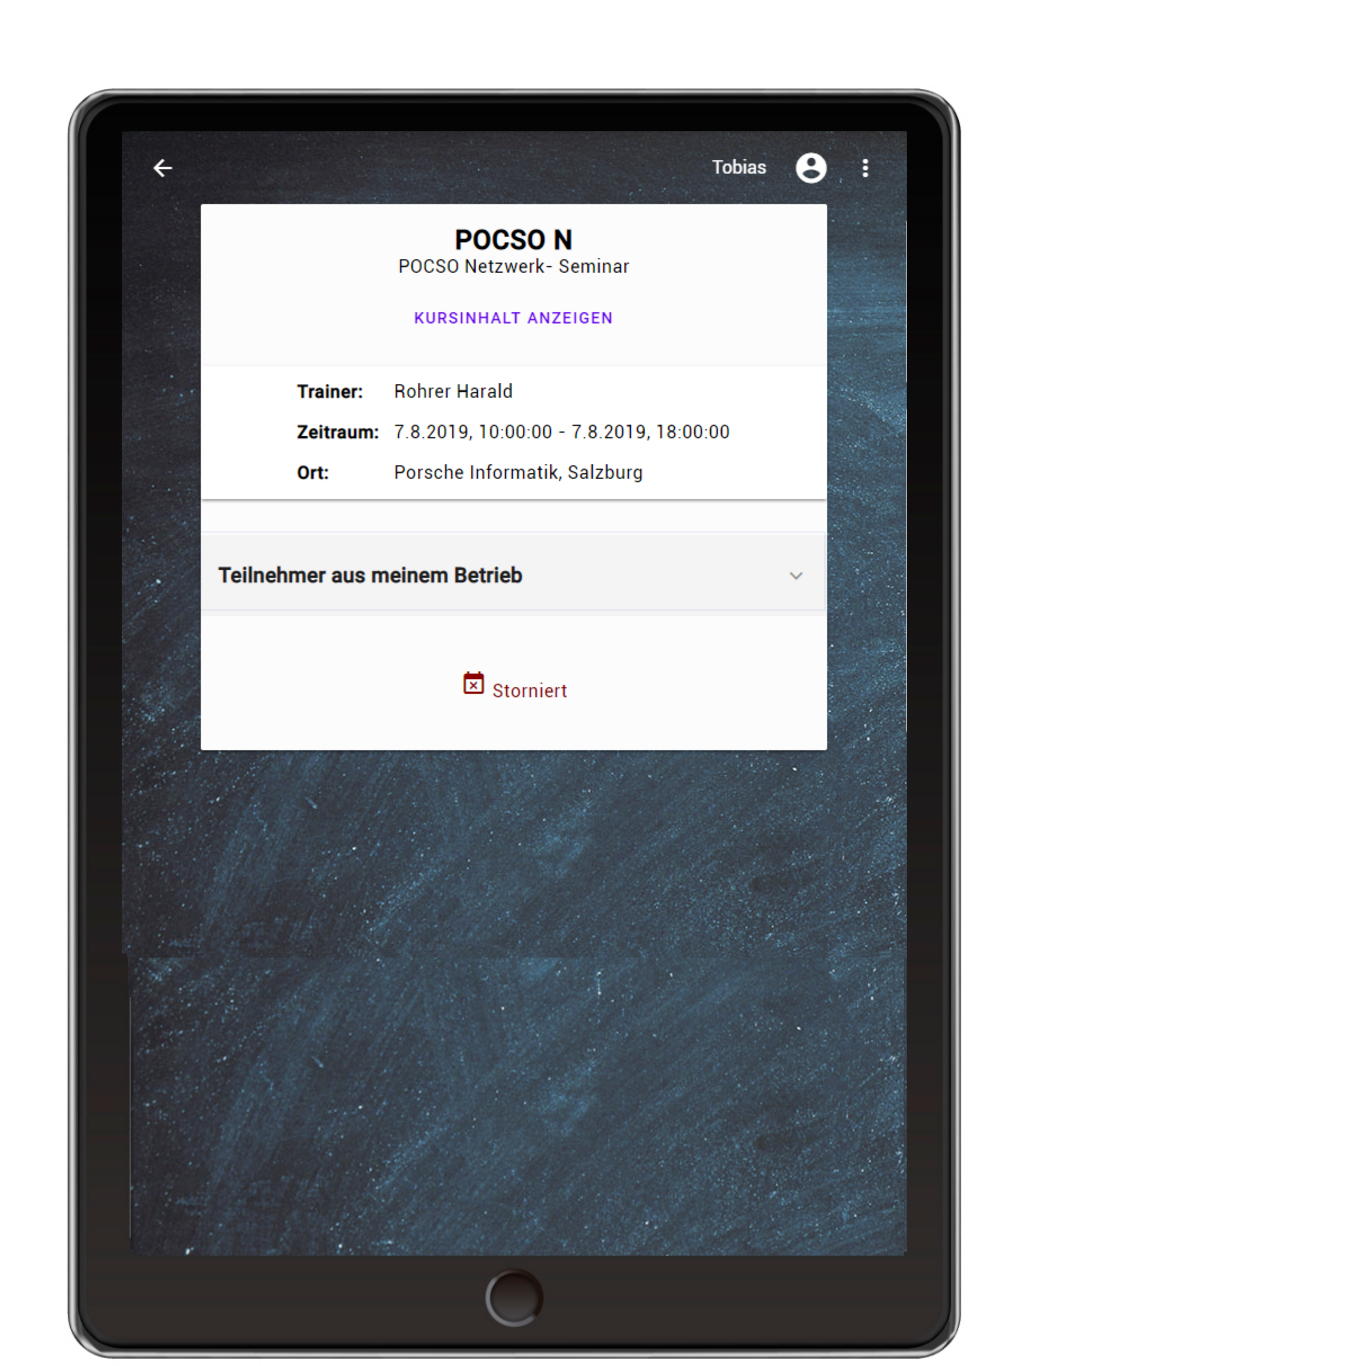 Tobias
POCSO N
POCSO Netzwerk- Seminar
KURSINHALT ANZEIGEN
Trainer: Rohrer Harald
Zeitraum: 7.8.2019, 10:00:00 - 7.8.2019, 18:00:00
Ort: Porsche Informatik, Salzburg
Teilnehmer aus meinem Betrieb
Storniert